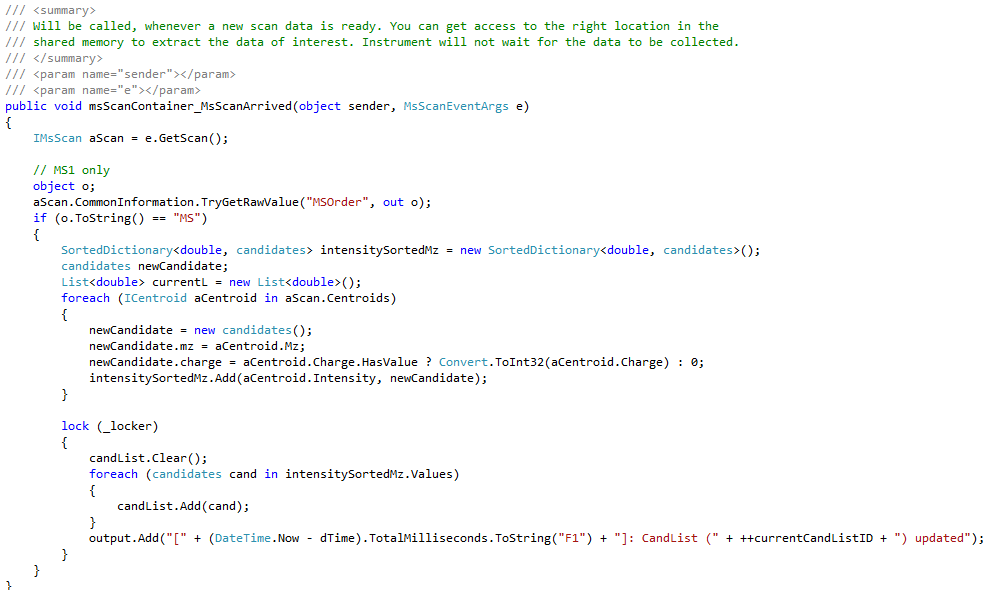 /// <summary>
/// Will be called, whenever a new scan data is ready. You can get access to the right location in the
/// shared memory to extract the data of interest. Instrument will not wait for the data to be collected.
/// </summary>
/// <param name="sender"></param>
/// <param name="e"></param>
public void msScanContainer_MsScanArrived(object sender, MsScanEventArgs e)
{
    IMsScan aScan = e.GetScan();

    // MS1 only
    object o;
    aScan.CommonInformation.TryGetRawValue("MSOrder", out o);
    if (o.ToString() == "MS")
    {
        SortedDictionary<double, candidates> intensitySortedMz = new SortedDictionary<double, candidates>();
        candidates newCandidate;
        List<double> currentL = new List<double>();
        foreach (ICentroid aCentroid in aScan.Centroids)
        {
            newCandidate = new candidates();
            newCandidate.mz = aCentroid.Mz;
            newCandidate.charge = aCentroid.Charge.HasValue ? Convert.ToInt32(aCentroid.Charge) : 0;
            intensitySortedMz.Add(aCentroid.Intensity, newCandidate);
        }

        lock (_locker)
        {
            candList.Clear();
            foreach (candidates cand in intensitySortedMz.Values)
            {
                candList.Add(cand);
            }
            output.Add("[" + (DateTime.Now - dTime).TotalMilliseconds.ToString("F1") + "]: CandList (" + ++currentCandListID + ") updated");
        }
    }
}